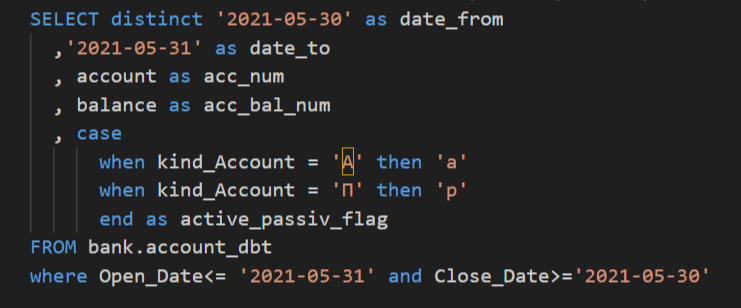 SELECT distinct '2021-05-30' as date_from
,'2021-05-31' as date_to
, account as acc_num
, balance as acc_bal_num
, case
when kind_Account = 'А' then 'a'
when kind_Account = 'П' then 'p'
end as active_passiv_flag
FROM bank.account_dbt
where Open_Date<= '2021-05-31' and Close_Date>='2021-05-30'